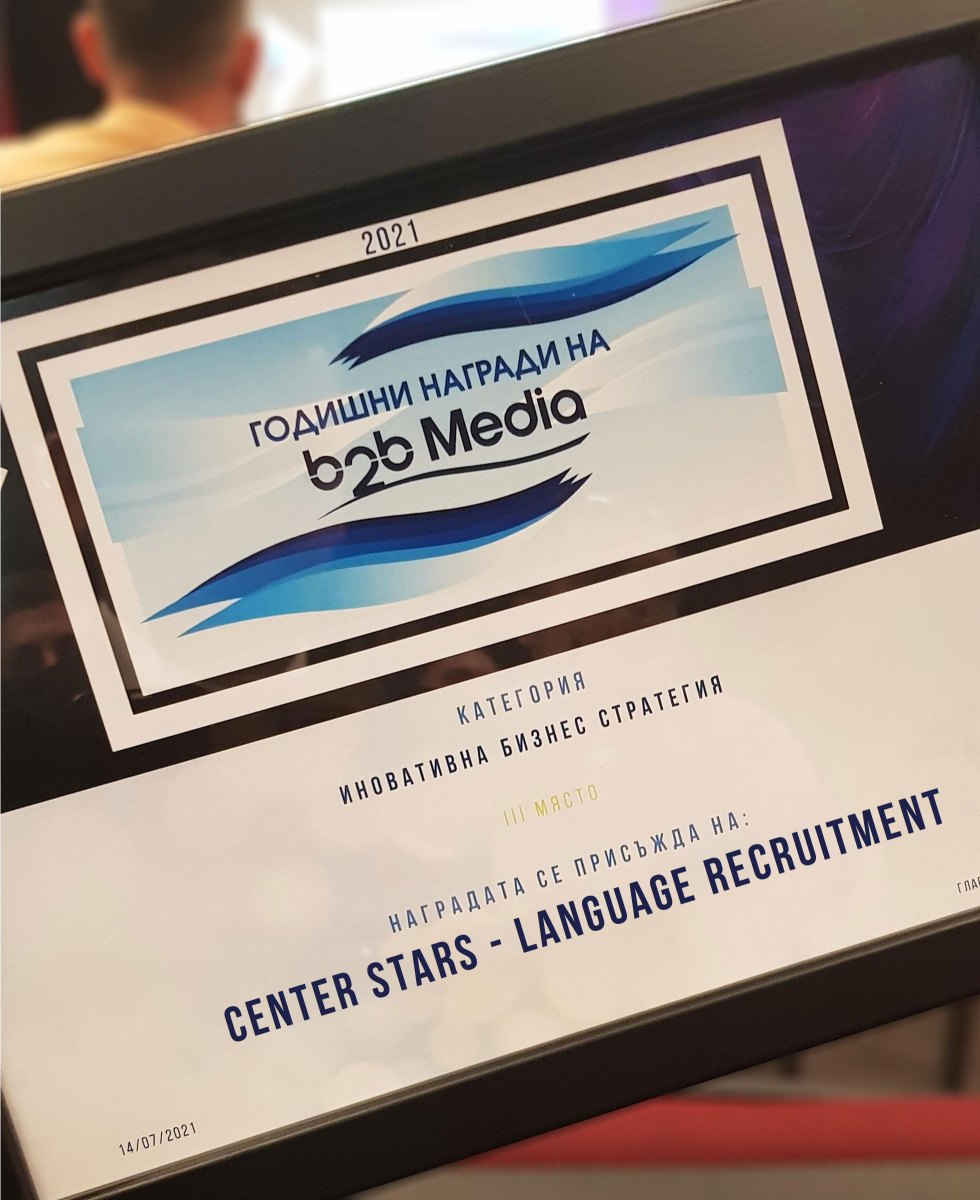 2021
ГОДИШНИ НАГРАДИ НА
b2b Media
КАТЕГОРИЯ
ИНОВАТИВНА БИЗНЕС СТРАТЕГИЯ
III МЯСТО
НАГРАДАТА СЕ ПРИСЪЖДА НА:
CENTER STARS - LANGUAGE RECRUITMENT
14/07/2021